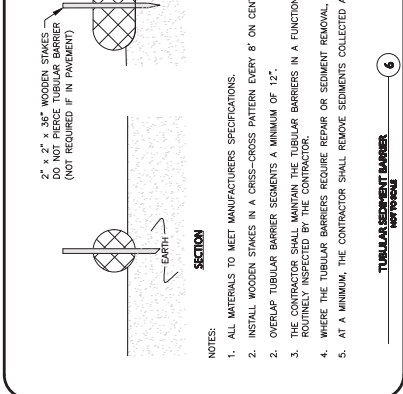 2" x 2" x 36" WOODEN STAKES
DO NOT PIERCE TUBULAR BARRIER
(NOT REQUIRED IF IN PAVEMENT)
EARTH
SECTION
NOTES:
1. ALL MATERIALS TO MEET MANUFACTURERS SPECIFICATIONS.
2. INSTALL WOODEN STAKES IN A CRISS-CROSS PATTERN EVERY 8' ON
2. OVERLAP TUBULAR BARRIER SEGMENTS A MINIMUM OF 12".
3. THE CONTRACTOR SHALL MAINTAIN THE TUBULAR BARRIERS IN A
ROUTINELY INSPECTED BY THE CONTRACTOR.
4. WHERE THE TUBULAR BARRIERS REQUIRE REPAIR OR SEDIMENT REMOVAL,
5. AT A MINIMUM, THE CONTRACTOR SHALL REMOVE SEDIMENTS COLLECTED
TUBULAR SEDIMENT BARRIER
NOT TO SCALE
6